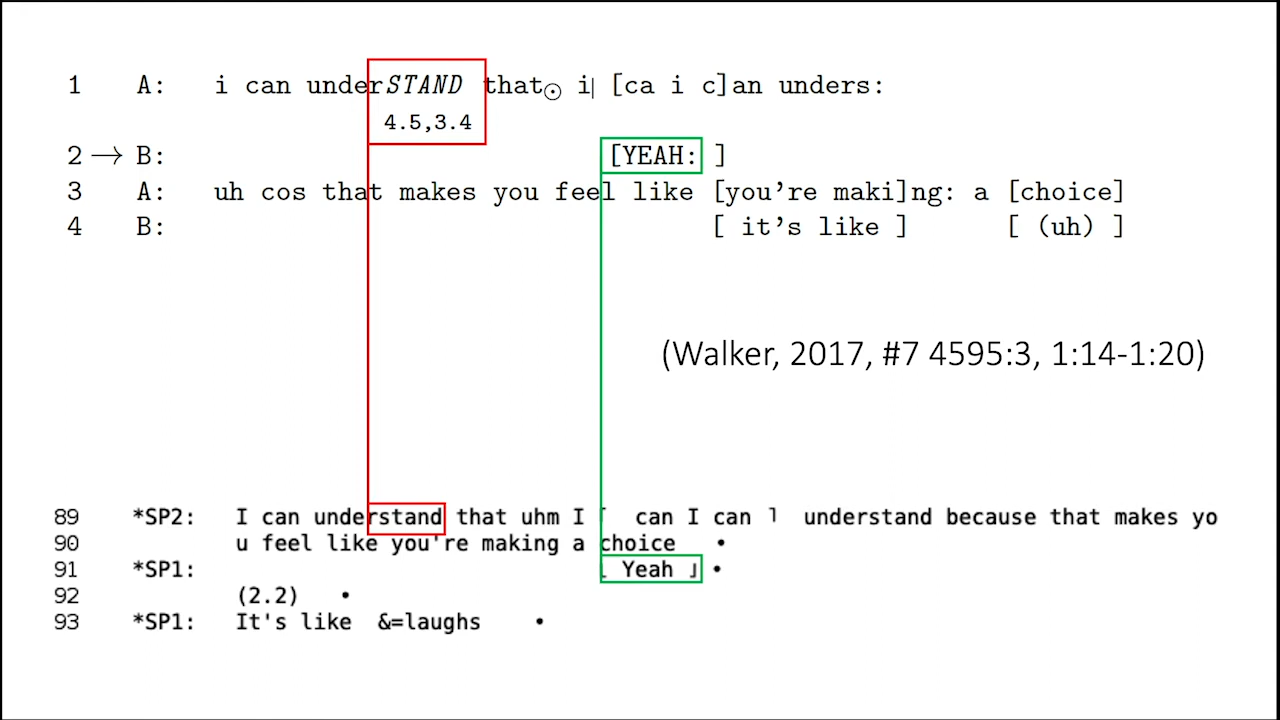 1 A: i can underSTAND that⊙ i| [ca i c]an unders:
4.5,3.4
2 → B: [YEAH: ]
3 A: uh cos that makes you feel like [you're maki]ng: a [choice]
4 B: [ it's like ] [ (uh) ]
(Walker, 2017, #7 4595:3, 1:14-1:20)
89 *SP2: I can understand that uhm I ⌈ can I can ⌉ understand because that makes yo
90 u feel like you're making a choice •
91 *SP1: ⌊ Yeah ⌋ •
92 (2.2) •
93 *SP1: It's like &=laughs •